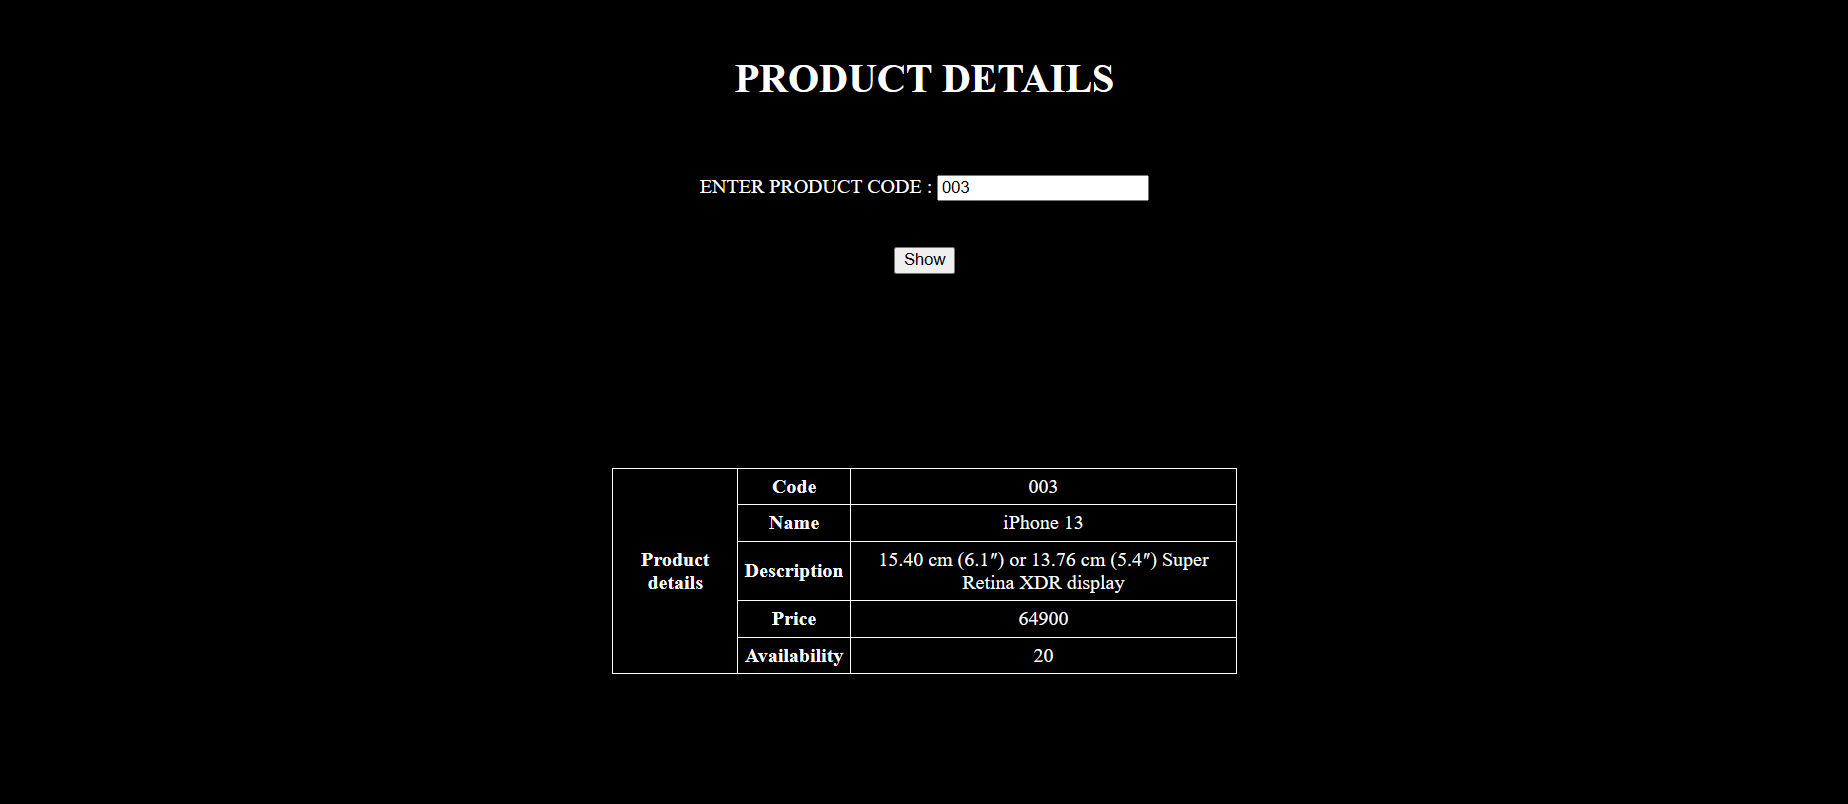 PRODUCT DETAILS
ENTER PRODUCT CODE : 003
Show
Product
details
Code 003
Name iPhone 13
Description 15.40 cm (6.1″) or 13.76 cm (5.4″) Super
Retina XDR display
Price 64900
Availability 20